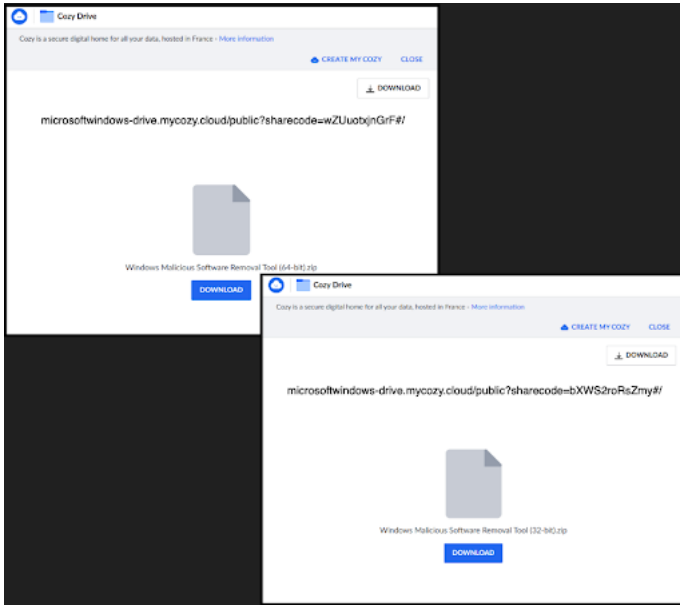 Cozy Drive
Cozy is a secure digital home for all your data, hosted in France - More information
CREATE MY COZY CLOSE
DOWNLOAD
microsoftwindows-drive.mycozy.cloud/public?sharecode=wZUuotxjnGrF#/
Windows Malicious Software Removal Tool (64-bit).zip
DOWNLOAD
Cozy Drive
Cozy is a secure digital home for all your data, hosted in France - More information
CREATE MY COZY CLOSE
DOWNLOAD
microsoftwindows-drive.mycozy.cloud/public?sharecode=bXWS2roRsZmy#/
Windows Malicious Software Removal Tool (32-bit).zip
DOWNLOAD